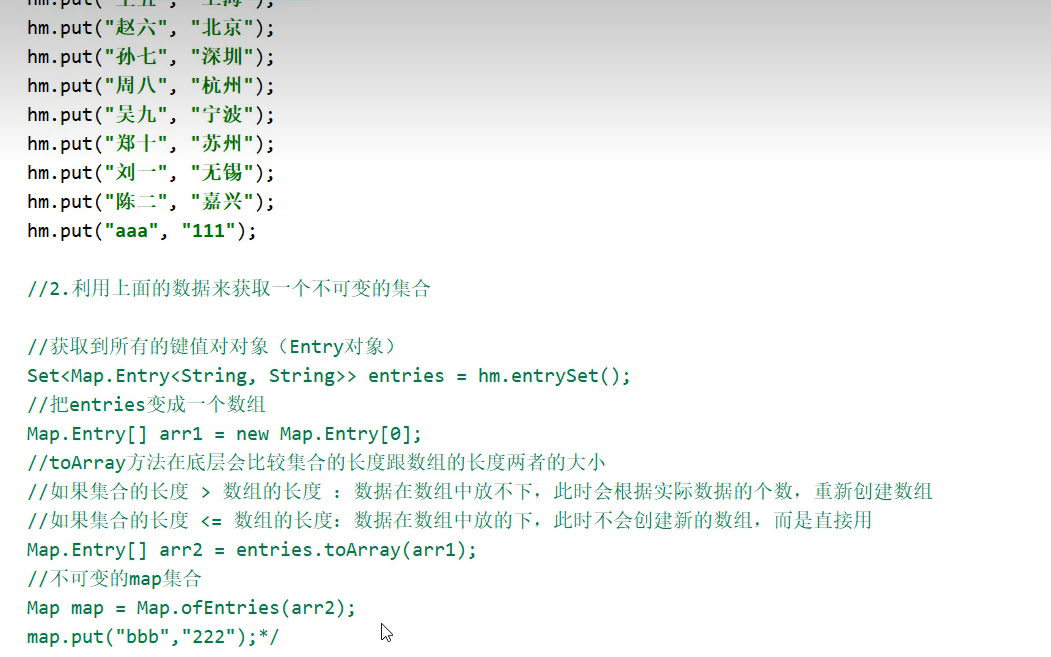 hm.put("王五", "上海");
hm.put("赵六", "北京");
hm.put("孙七", "深圳");
hm.put("周八", "杭州");
hm.put("吴九", "宁波");
hm.put("郑十", "苏州");
hm.put("刘一", "无锡");
hm.put("陈二", "嘉兴");
hm.put("aaa", "111");
//2.利用上面的数据来获取一个不可变的集合
//获取到所有的键值对对象（Entry对象）
Set<Map.Entry<String, String>> entries = hm.entrySet();
//把entries变成一个数组
Map.Entry[] arr1 = new Map.Entry[0];
//toArray方法在底层会比较集合的长度跟数组的长度两者的大小
//如果集合的长度 > 数组的长度 ：数据在数组中放不下，此时会根据实际数据的个数，重新创建数组
//如果集合的长度 <= 数组的长度：数据在数组中放的下，此时不会创建新的数组，而是直接用
Map.Entry[] arr2 = entries.toArray(arr1);
//不可变的map集合
Map map = Map.ofEntries(arr2);
map.put("bbb","222");*/